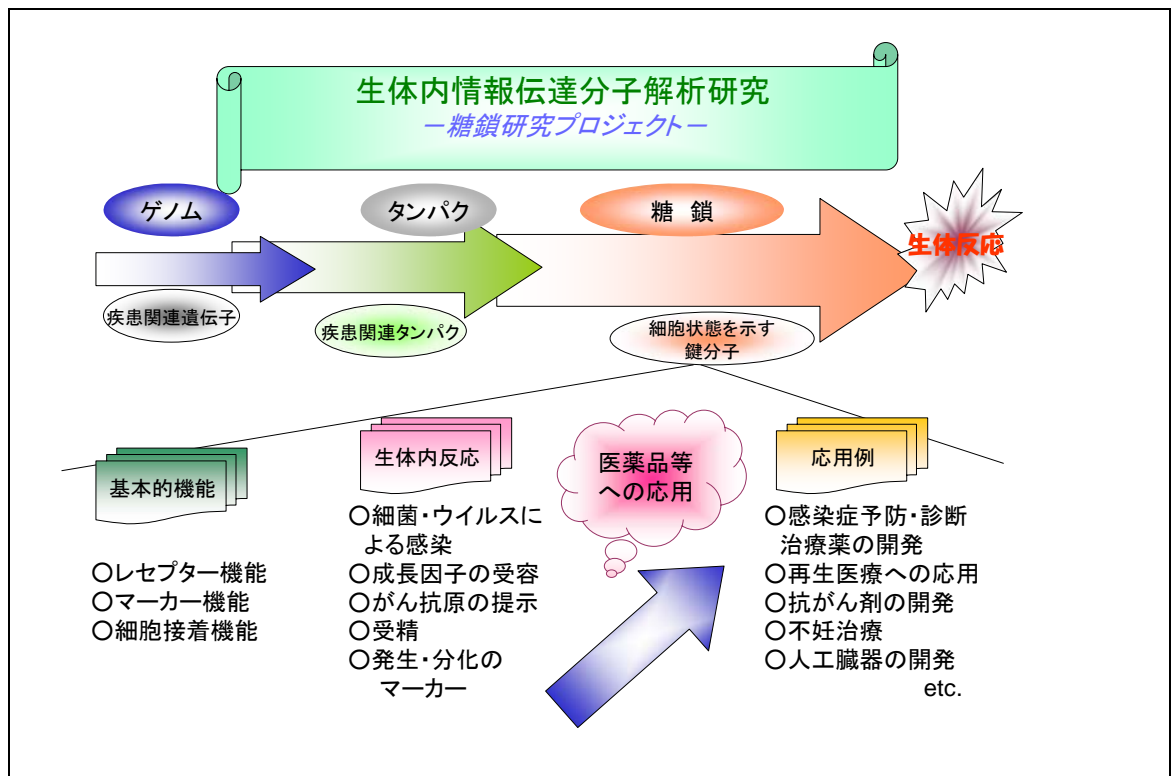 生体内情報伝達分子解析研究
－糖鎖研究プロジェクト－
ゲノム
タンパク
糖 鎖
生体反応
疾患関連遺伝子
疾患関連タンパク
細胞状態を示す
鍵分子
基本的機能
○レセプター機能
○マーカー機能
○細胞接着機能
生体内反応
○細菌・ウイルスに
よる感染
○成長因子の受容
○がん抗原の提示
○受精
○発生・分化の
マーカー
医薬品等
への応用
応用例
○感染症予防・診断
治療薬の開発
○再生医療への応用
○抗がん剤の開発
○不妊治療
○人工臓器の開発
etc.